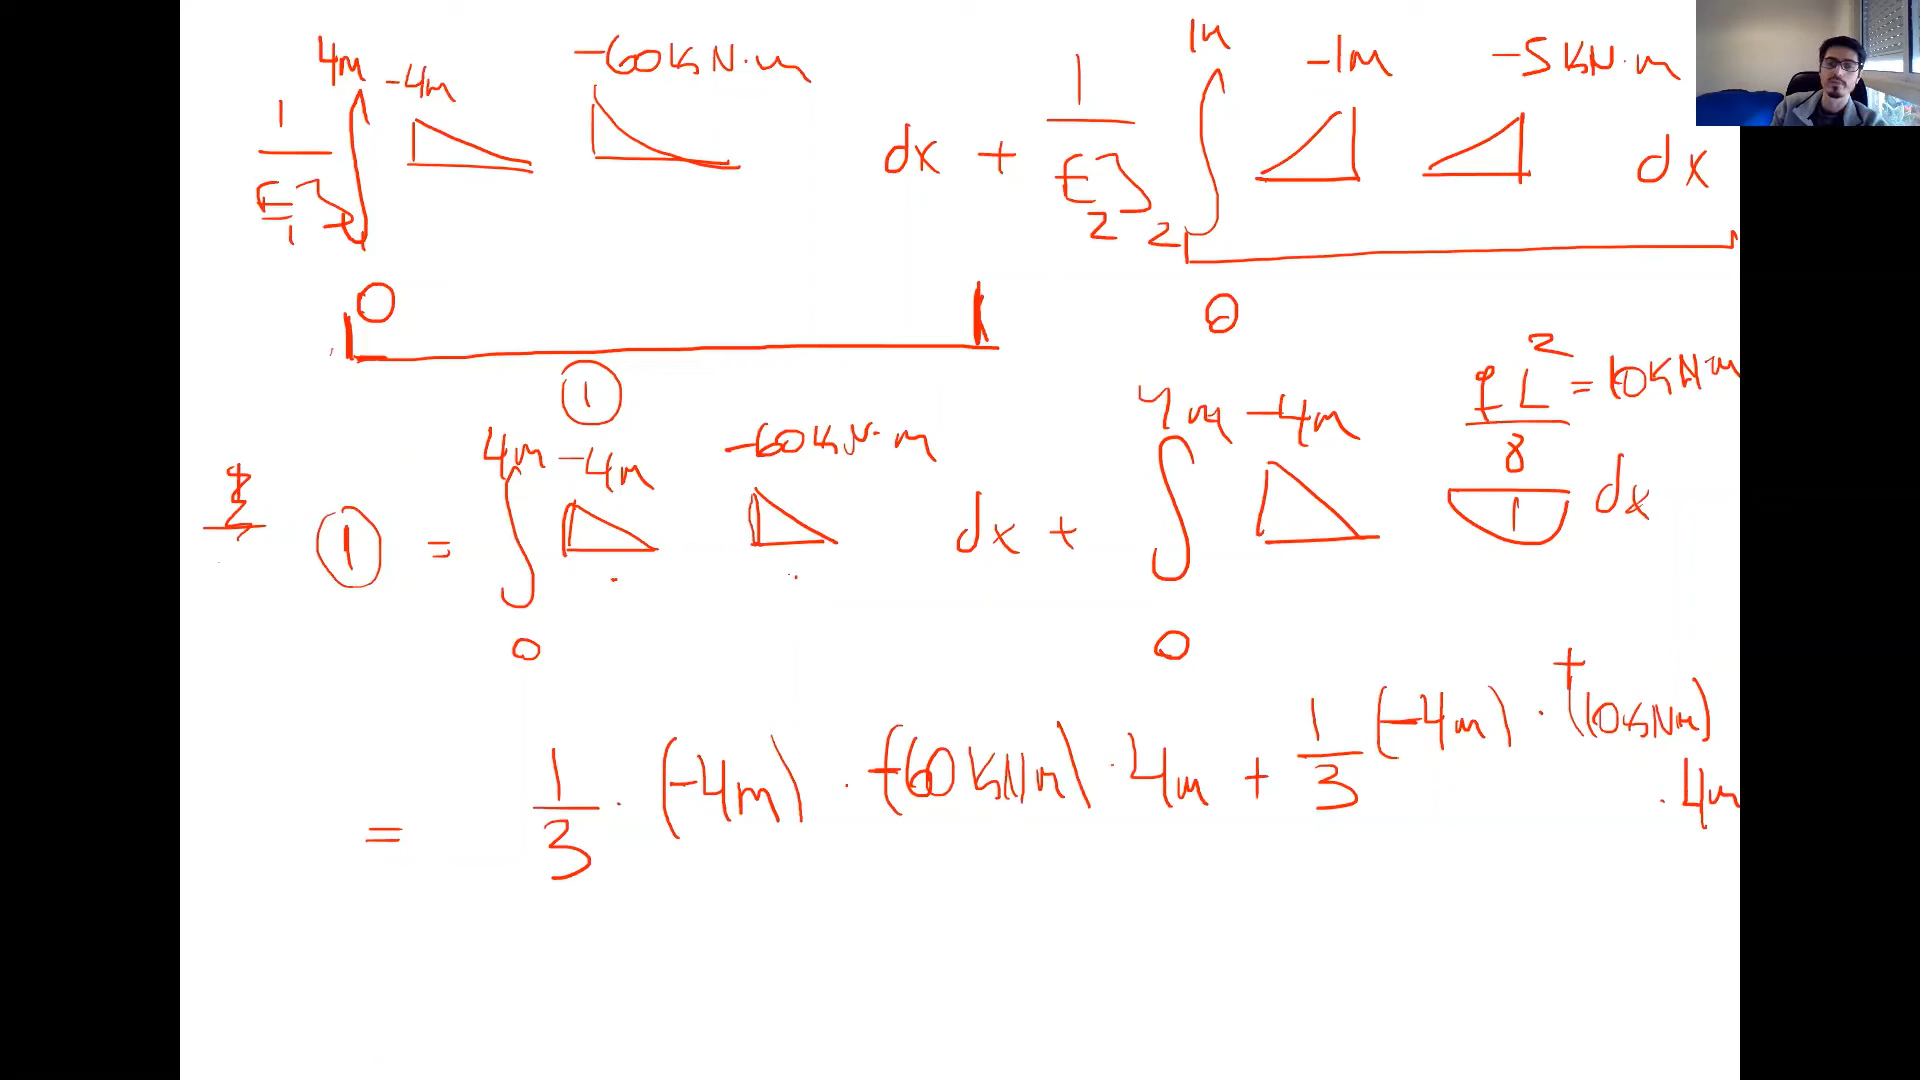 4m -4m -60KN·m 1m -1m -5KN·m
1/EI₁ ∫ dx + 1/EI₂ ∫ dx
2
0 0
1
qL²/8 = 10KN·m
4m -4m -60KN·m 4m -4m
1 = ∫ dx + ∫ 1 dx
0 0
= 1/3 · (-4m) · (-60KNm) · 4m + 1/3 (-4m) · (+10KNm)
· 4m